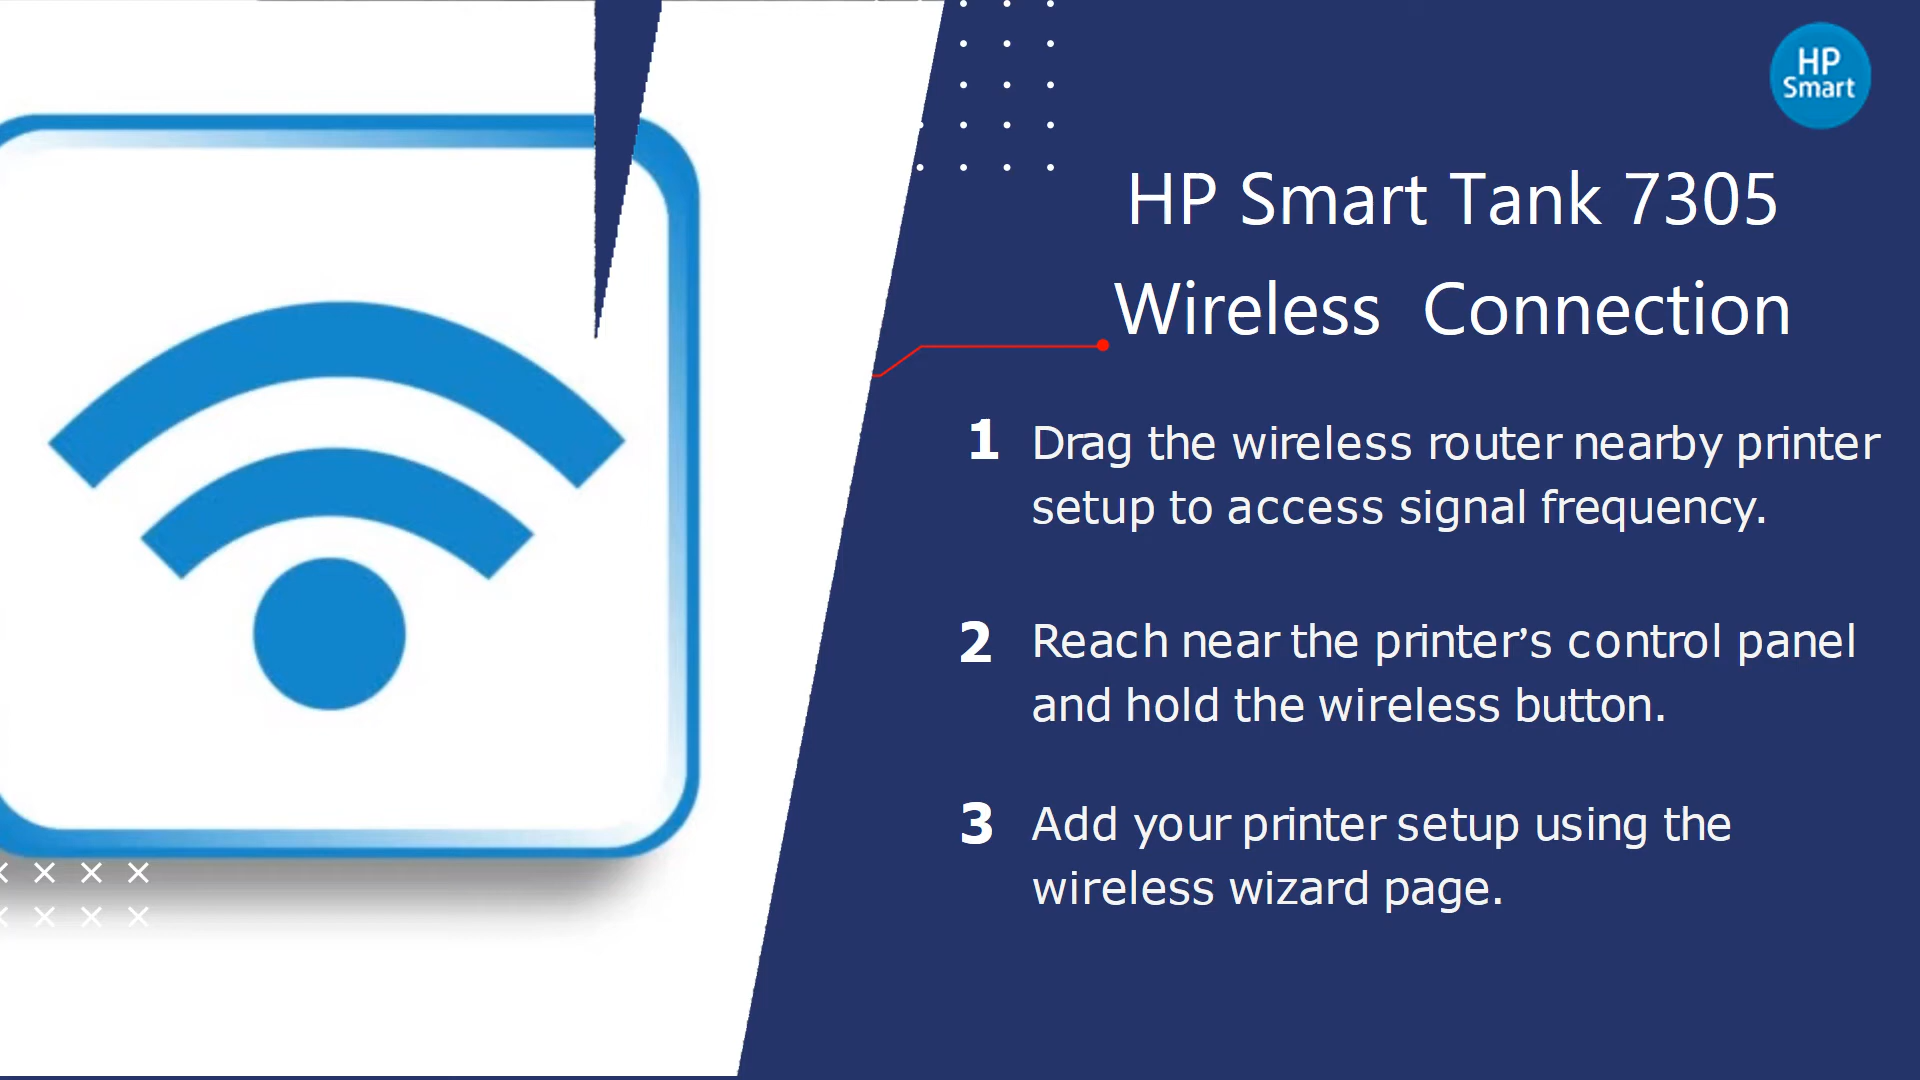 HP
Smart
HP Smart Tank 7305
Wireless Connection
1 Drag the wireless router nearby printer
setup to access signal frequency.
2 Reach near the printer’s control panel
and hold the wireless button.
3 Add your printer setup using the
wireless wizard page.